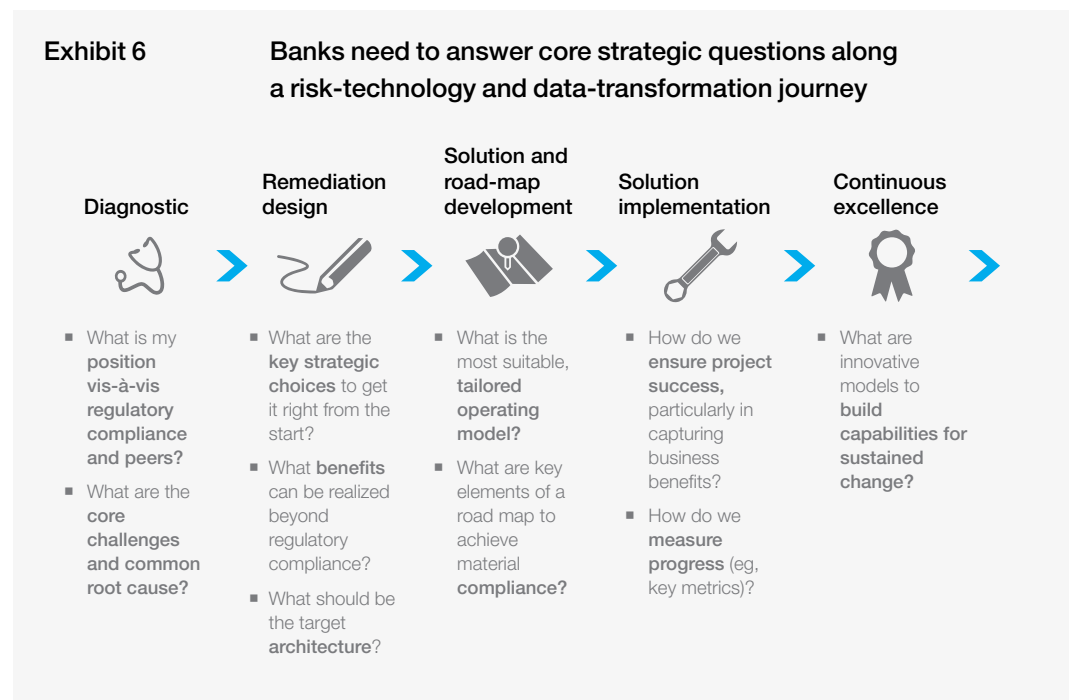 Exhibit 6
Banks need to answer core strategic questions along
a risk-technology and data-transformation journey
Diagnostic
■ What is my
position
vis-à-vis
regulatory
compliance
and peers?
■ What are the
core
challenges
and common
root cause?
Remediation
design
■ What are the
key strategic
choices to get
it right from the
start?
■ What benefits
can be realized
beyond
regulatory
compliance?
■ What should be
the target
architecture?
Solution and
road-map
development
■ What is the
most suitable,
tailored
operating
model?
■ What are key
elements of a
road map to
achieve
material
compliance?
Solution
implementation
■ How do we
ensure project
success,
particularly in
capturing
business
benefits?
■ How do we
measure
progress (eg,
key metrics)?
Continuous
excellence
■ What are
innovative
models to
build
capabilities for
sustained
change?